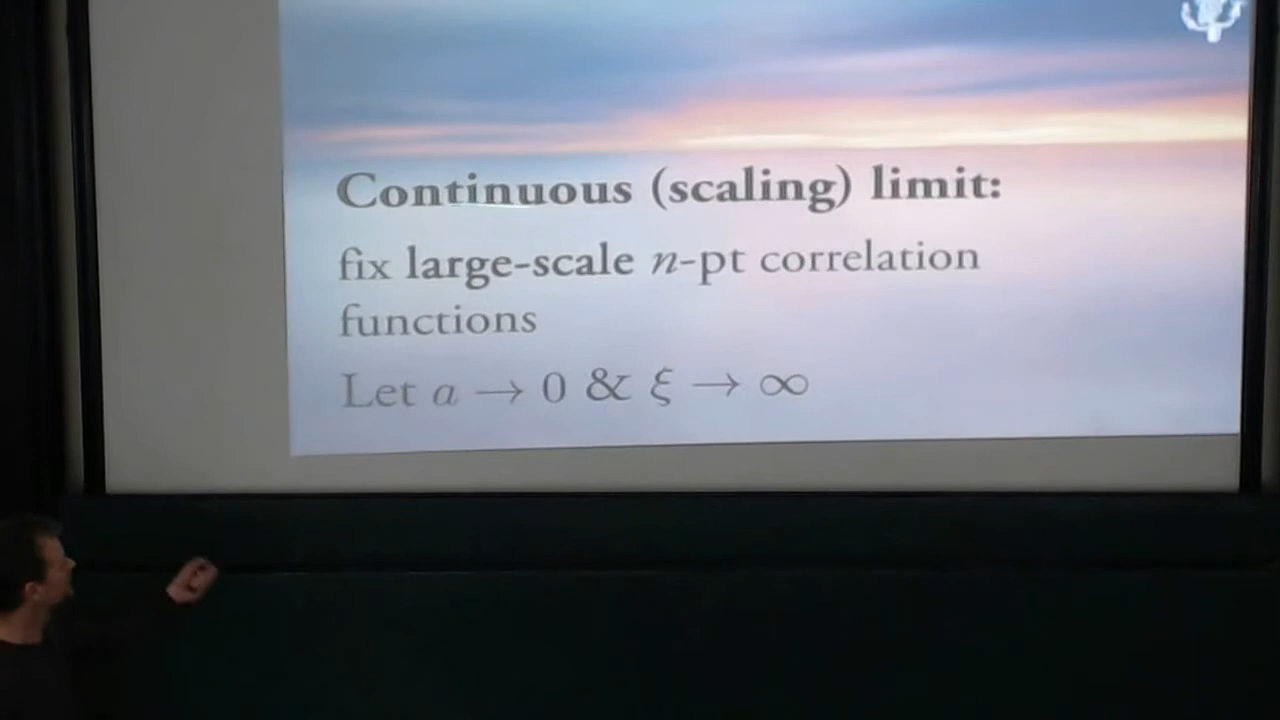 Continuous (scaling) limit:
fix large-scale n-pt correlation
functions
Let a → 0 & ξ → ∞